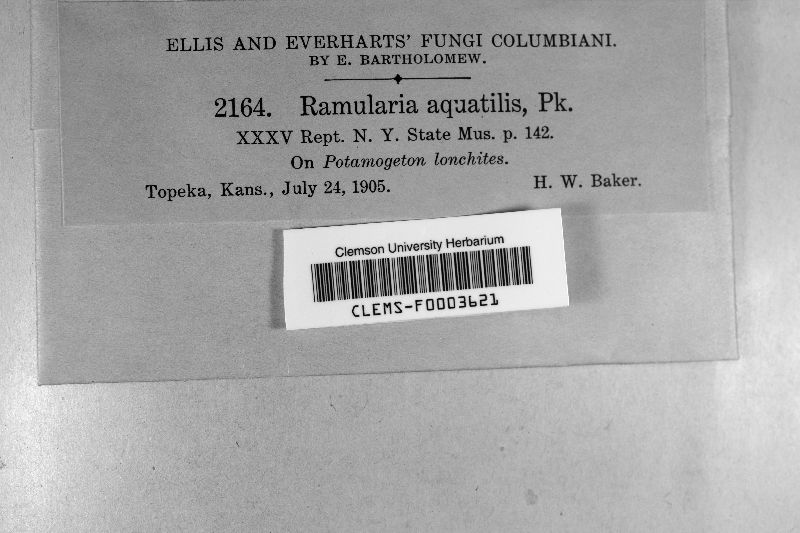 ELLIS AND EVERHARTS' FUNGI COLUMBIANI.
BY E. BARTHOLOMEW.
2164. Ramularia aquatilis, Pk.
XXXV Rept. N. Y. State Mus. p. 142.
On Potamogeton lonchites.
Topeka, Kans., July 24, 1905. H. W. Baker.
Clemson University Herbarium
CLEMS-F0003621